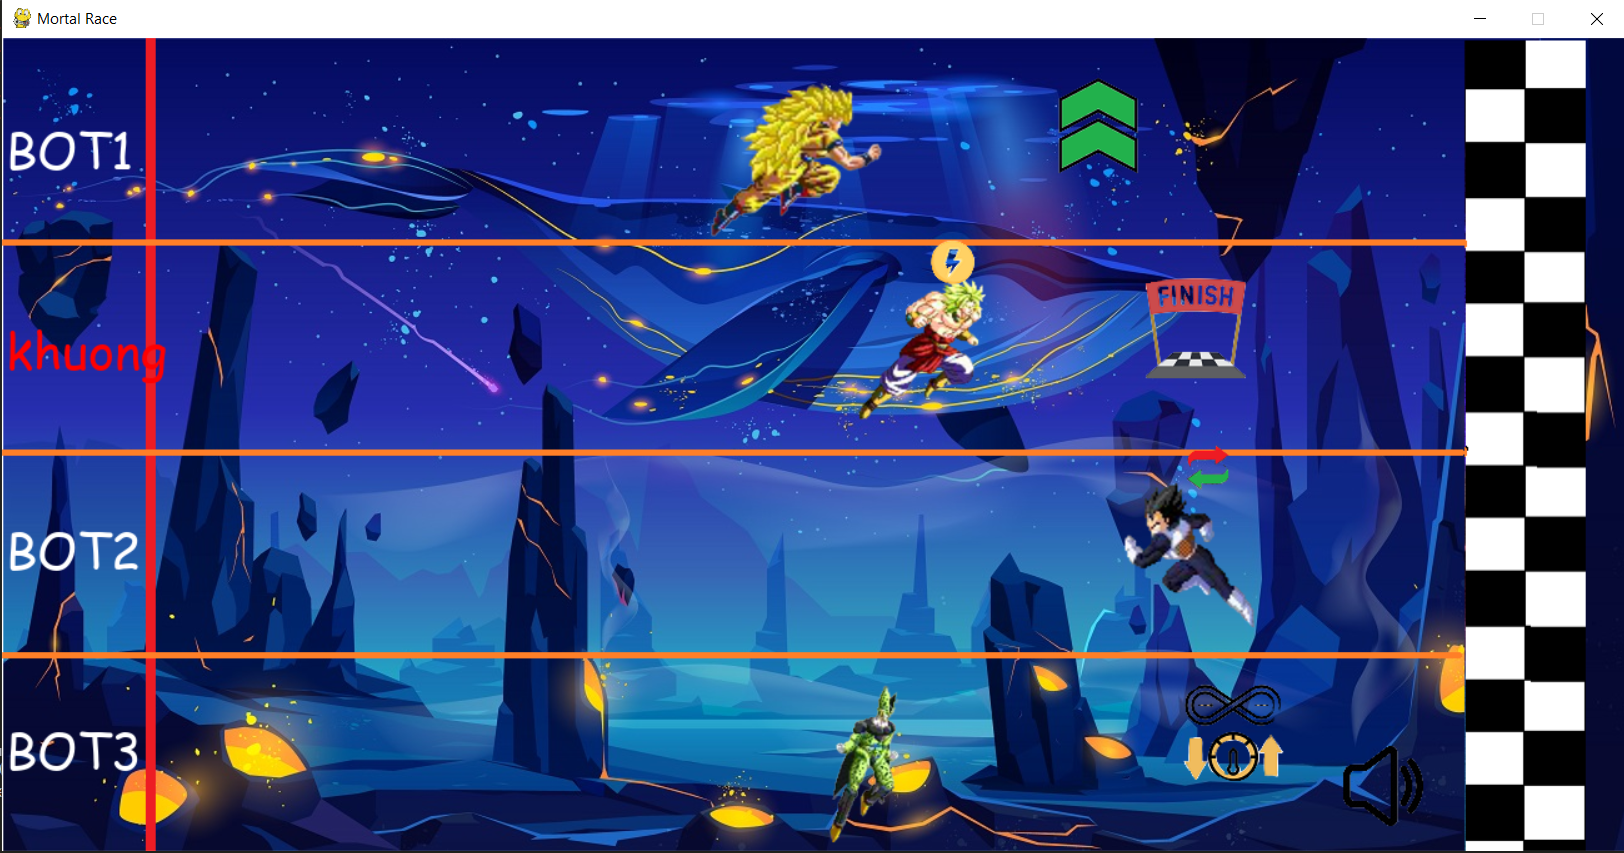 Mortal Race
BOT1
khuong
FINISH
BOT2
BOT3